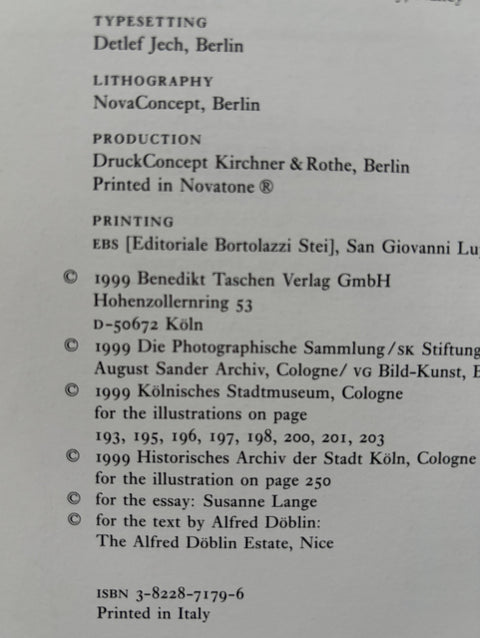 TYPESETTING
Detlef Jech, Berlin
LITHOGRAPHY
NovaConcept, Berlin
PRODUCTION
DruckConcept Kirchner & Rothe, Berlin
Printed in Novatone ®
PRINTING
EBS [Editoriale Bortolazzi Stei], San Giovanni Lu
© 1999 Benedikt Taschen Verlag GmbH
Hohenzollernring 53
D-50672 Köln
© 1999 Die Photographische Sammlung/SK Stiftung
August Sander Archiv, Cologne/ VG Bild-Kunst, B
© 1999 Kölnisches Stadtmuseum, Cologne
for the illustrations on page
193, 195, 196, 197, 198, 200, 201, 203
© 1999 Historisches Archiv der Stadt Köln, Cologne
for the illustration on page 250
© for the essay: Susanne Lange
© for the text by Alfred Döblin:
The Alfred Döblin Estate, Nice
ISBN 3-8228-7179-6
Printed in Italy